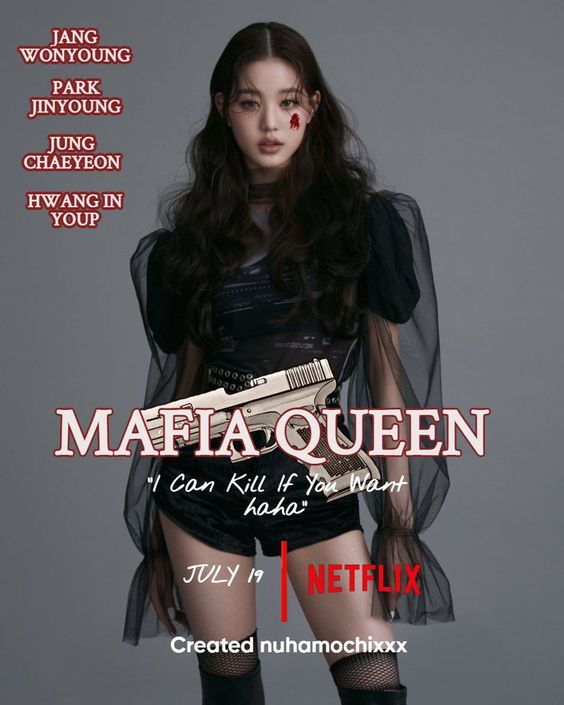 JANG
WONYOUNG
PARK
JINYOUNG
JUNG
CHAEYEON
HWANG IN
YOUP
MAFIA QUEEN
"I Can Kill If You Want
haha"
JULY 19
NETFLIX
Created nuhamochixxx